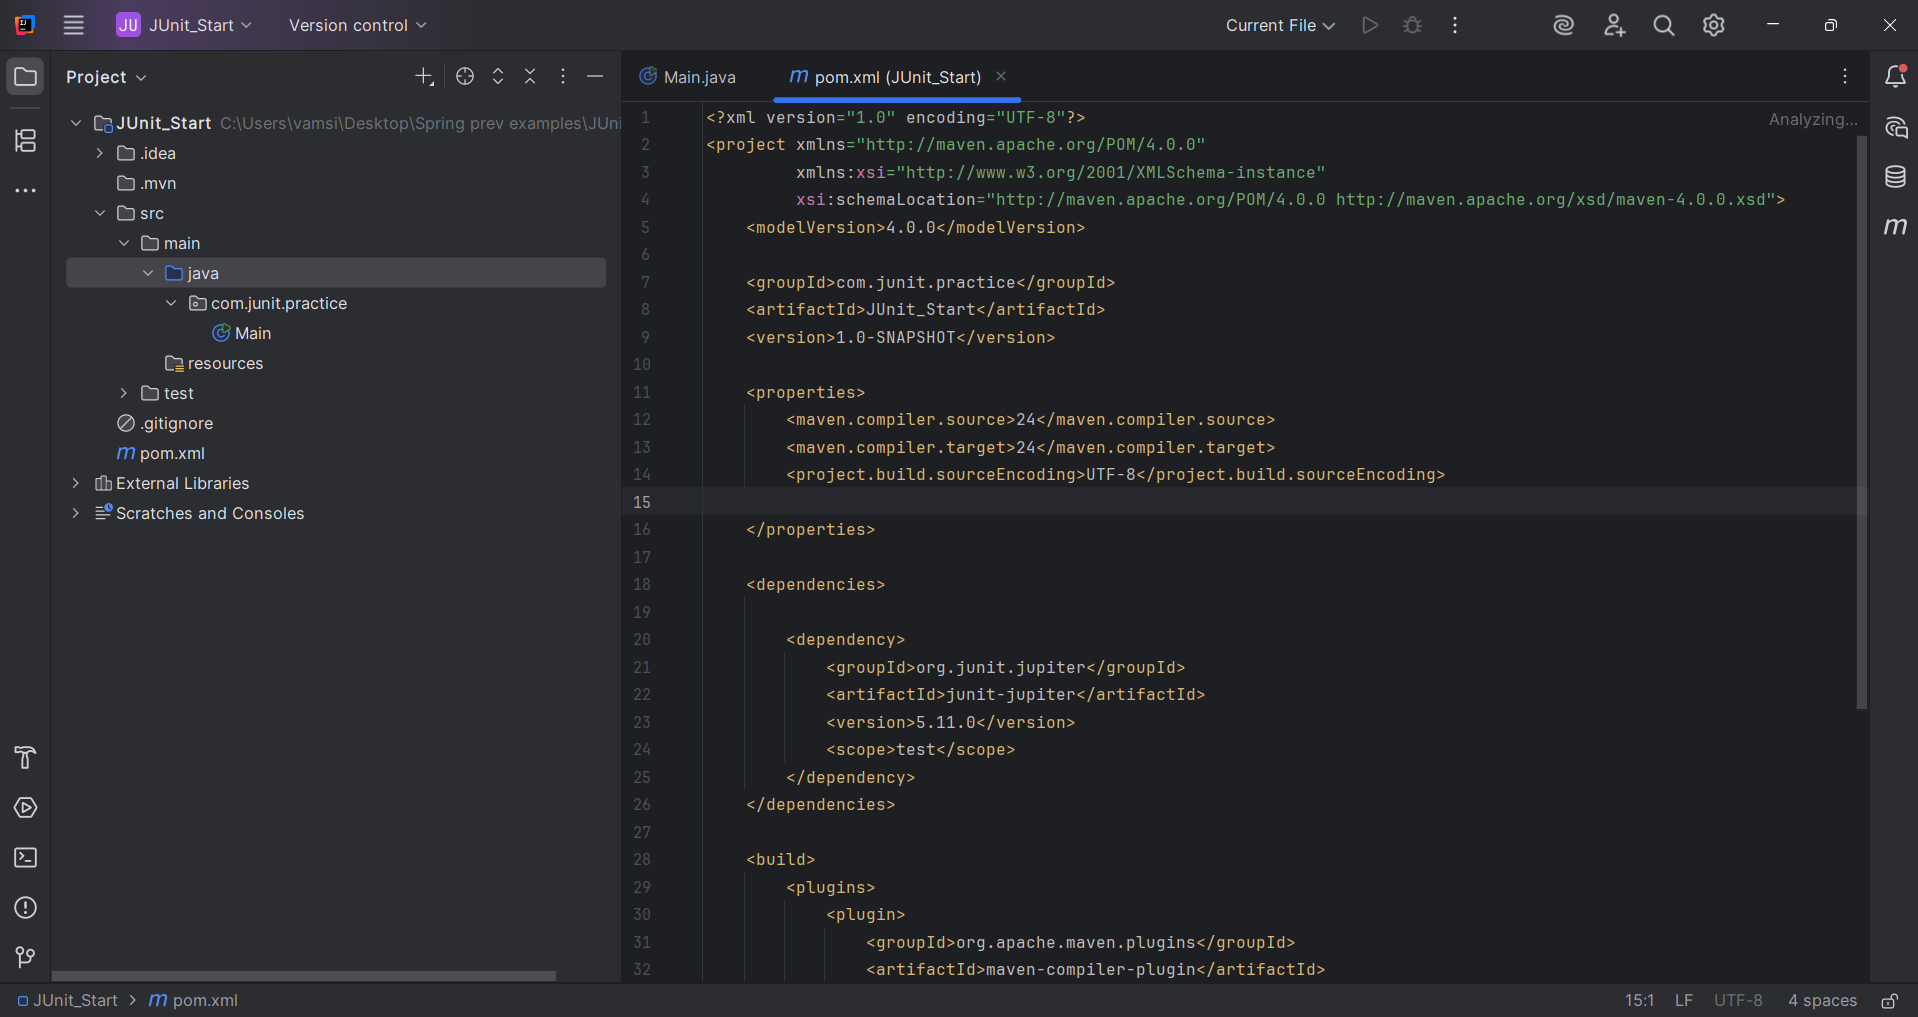 JU JUnit_Start Version control Current File
Project
Main.java
pom.xml (JUnit_Start)
JUnit_Start C:\Users\vamsi\Desktop\Spring prev examples\JUni
.idea
.mvn
src
main
java
com.junit.practice
Main
resources
test
.gitignore
m pom.xml
External Libraries
Scratches and Consoles
Analyzing...
1 <?xml version="1.0" encoding="UTF-8"?>
2 <project xmlns="http://maven.apache.org/POM/4.0.0"
3 xmlns:xsi="http://www.w3.org/2001/XMLSchema-instance"
4 xsi:schemaLocation="http://maven.apache.org/POM/4.0.0 http://maven.apache.org/xsd/maven-4.0.0.xsd">
5 <modelVersion>4.0.0</modelVersion>
6
7 <groupId>com.junit.practice</groupId>
8 <artifactId>JUnit_Start</artifactId>
9 <version>1.0-SNAPSHOT</version>
10
11 <properties>
12 <maven.compiler.source>24</maven.compiler.source>
13 <maven.compiler.target>24</maven.compiler.target>
14 <project.build.sourceEncoding>UTF-8</project.build.sourceEncoding>
15
16 </properties>
17
18 <dependencies>
19
20 <dependency>
21 <groupId>org.junit.jupiter</groupId>
22 <artifactId>junit-jupiter</artifactId>
23 <version>5.11.0</version>
24 <scope>test</scope>
25 </dependency>
26 </dependencies>
27
28 <build>
29 <plugins>
30 <plugin>
31 <groupId>org.apache.maven.plugins</groupId>
32 <artifactId>maven-compiler-plugin</artifactId>
JUnit_Start > m pom.xml
15:1 LF UTF-8 4 spaces